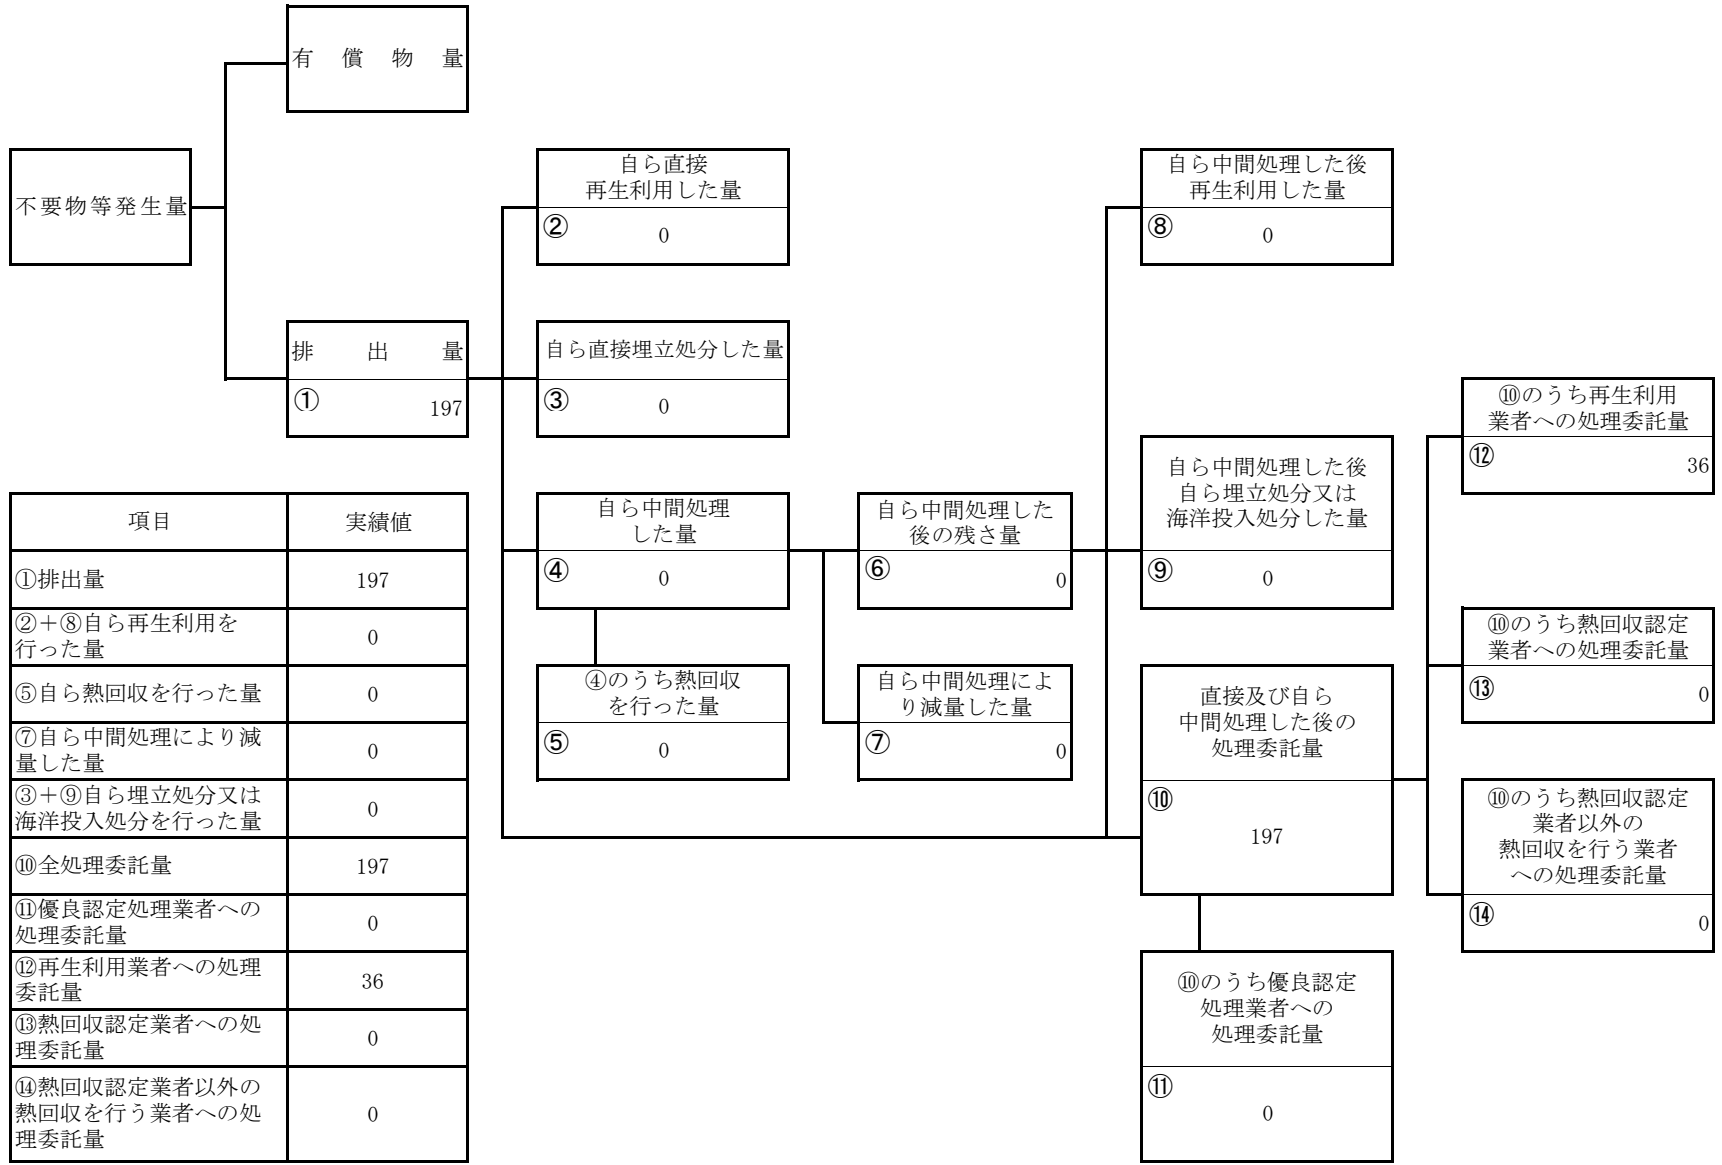 有償物量
不要物等発生量
排出量
①
197
自ら直接
再生利用した量
②
0
自ら直接埋立処分した量
③
0
自ら中間処理
した量
④
0
④のうち熱回収
を行った量
⑤
0
自ら中間処理した
後の残さ量
⑥
0
自ら中間処理によ
り減量した量
⑦
0
自ら中間処理した後
再生利用した量
⑧
0
自ら中間処理した後
自ら埋立処分又は
海洋投入処分した量
⑨
0
直接及び自ら
中間処理した後の
処理委託量
⑩
197
⑩のうち優良認定
処理業者への
処理委託量
⑪
0
⑩のうち再生利用
業者への処理委託量
⑫
36
⑩のうち熱回収認定
業者への処理委託量
⑬
0
⑩のうち熱回収認定
業者以外の
熱回収を行う業者
への処理委託量
⑭
0
項目 実績値
①排出量 197
②＋⑧自ら再生利用を
行った量
0
⑤自ら熱回収を行った量 0
⑦自ら中間処理により減
量した量
0
③＋⑨自ら埋立処分又は
海洋投入処分を行った量
0
⑩全処理委託量 197
⑪優良認定処理業者への
処理委託量
0
⑫再生利用業者への処理
委託量
36
⑬熱回収認定業者への処
理委託量
0
⑭熱回収認定業者以外の
熱回収を行う業者への処
理委託量
0